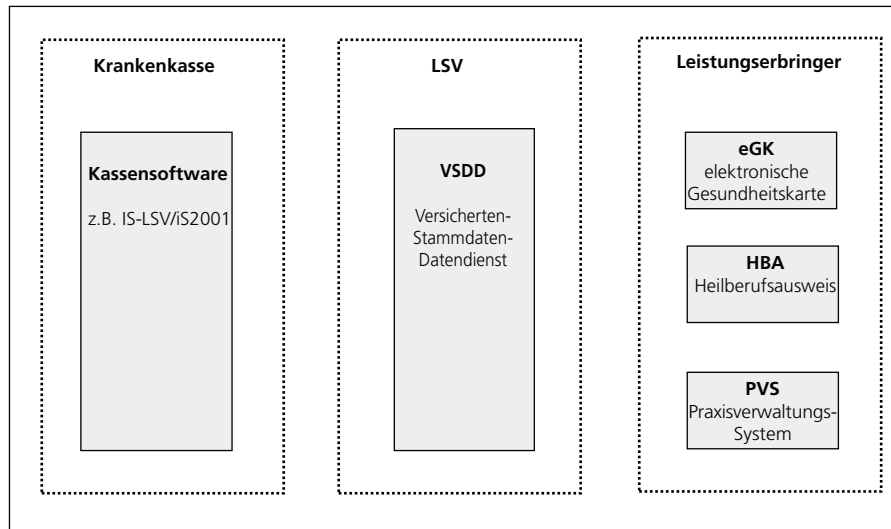 Krankenkasse
Kassensoftware
z.B. IS-LSV/iS2001
LSV
VSDD
Versicherten-
Stammdaten-
Datendienst
Leistungserbringer
eGK
elektronische
Gesundheitskarte
HBA
Heilberufsausweis
PVS
Praxisverwaltungs-
System